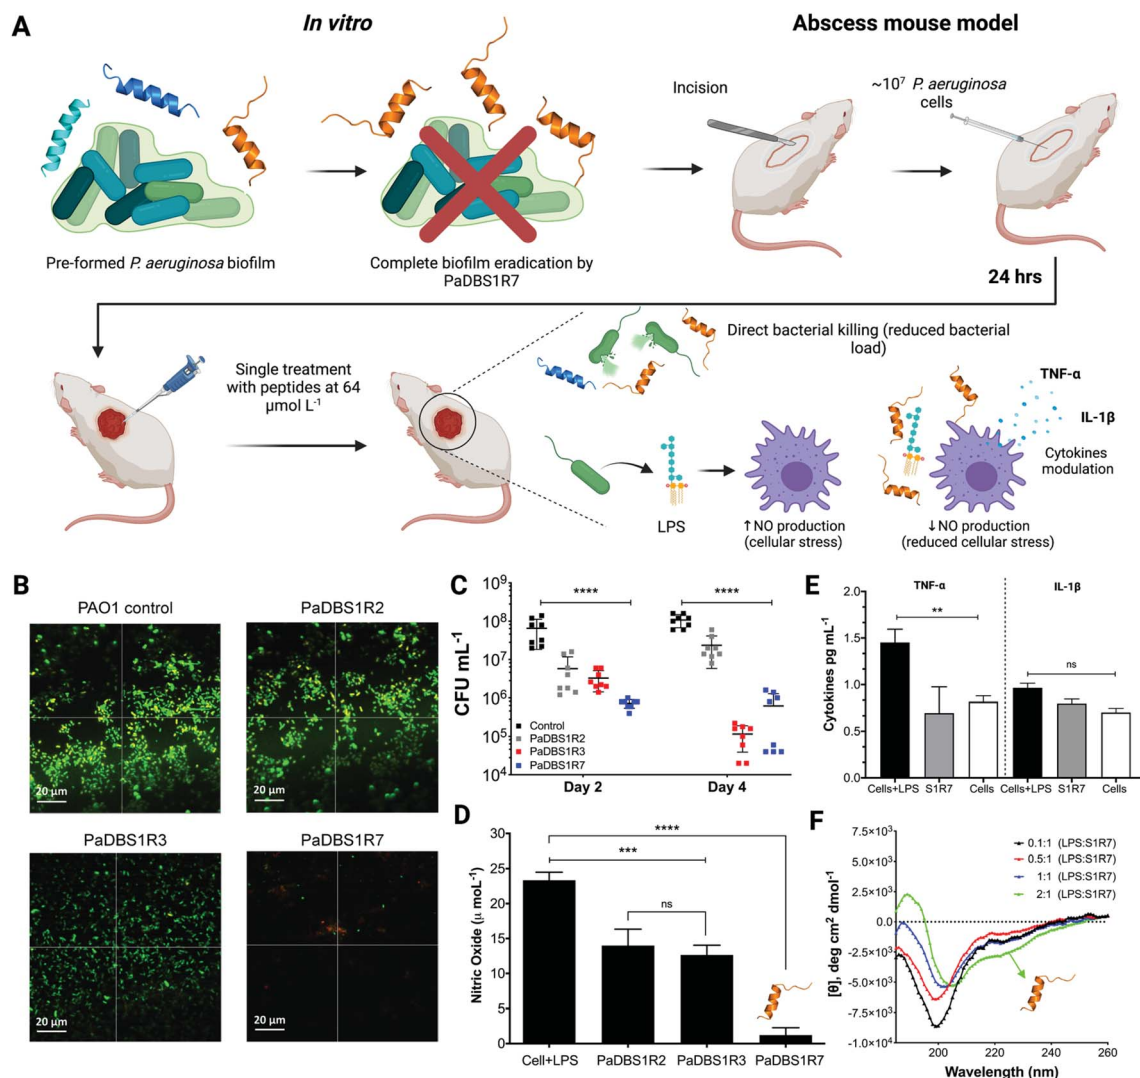 A
In vitro
Abscess mouse model
Incision
~10⁷ P. aeruginosa
cells
Pre-formed P. aeruginosa biofilm
Complete biofilm eradication by
PaDBS1R7
24 hrs
Single treatment
with peptides at 64
µmol L⁻¹
Direct bacterial killing (reduced bacterial
load)
TNF-α
IL-1β
Cytokines
modulation
LPS
↑NO production
(cellular stress)
↓NO production
(reduced cellular stress)
B
PAO1 control
PaDBS1R2
20 µm
20 µm
PaDBS1R3
PaDBS1R7
20 µm
20 µm
C
CFU mL⁻¹
10⁹
10⁸
10⁷
10⁶
10⁵
10⁴
****
****
Control
PaDBS1R2
PaDBS1R3
PaDBS1R7
Day 2
Day 4
D
Nitric Oxide (µ moL⁻¹)
30
25
20
15
10
5
0
****
***
ns
Cell+LPS
PaDBS1R2
PaDBS1R3
PaDBS1R7
E
TNF-α
IL-1β
Cytokines pg mL⁻¹
2.0
1.5
1.0
0.5
0.0
**
ns
Cells+LPS
S1R7
Cells
Cells+LPS
S1R7
Cells
F
[θ], deg cm² dmol⁻¹
7.5×10³
5.0×10³
2.5×10³
0.0
-2.5×10³
-5.0×10³
-7.5×10³
-1.0×10⁴
0.1:1 (LPS:S1R7)
0.5:1 (LPS:S1R7)
1:1 (LPS:S1R7)
2:1 (LPS:S1R7)
200
220
240
260
Wavelength (nm)